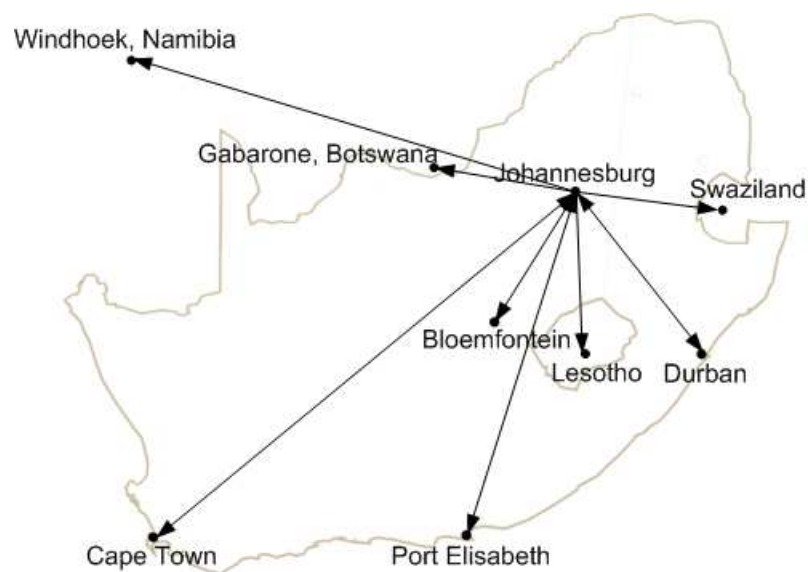 Windhoek, Namibia
Gabarone, Botswana
Johannesburg
Swaziland
Bloemfontein
Lesotho
Durban
Cape Town
Port Elisabeth